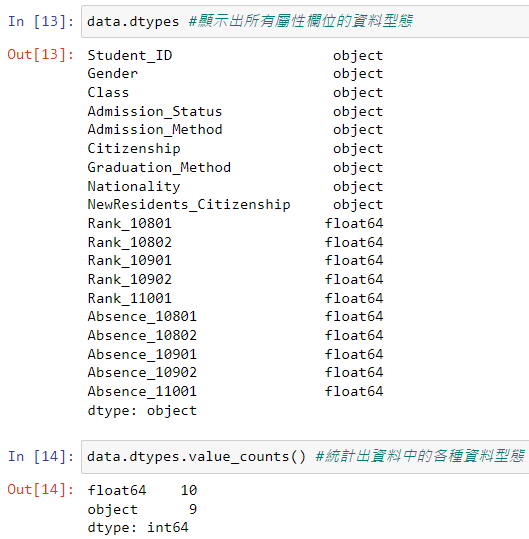 In [13]: data.dtypes #顯示出所有屬性欄位的資料型態
Out[13]: Student_ID object
Gender object
Class object
Admission_Status object
Admission_Method object
Citizenship object
Graduation_Method object
Nationality object
NewResidents_Citizenship object
Rank_10801 float64
Rank_10802 float64
Rank_10901 float64
Rank_10902 float64
Rank_11001 float64
Absence_10801 float64
Absence_10802 float64
Absence_10901 float64
Absence_10902 float64
Absence_11001 float64
dtype: object
In [14]: data.dtypes.value_counts() #統計出資料中的各種資料型態
Out[14]: float64 10
object 9
dtype: int64